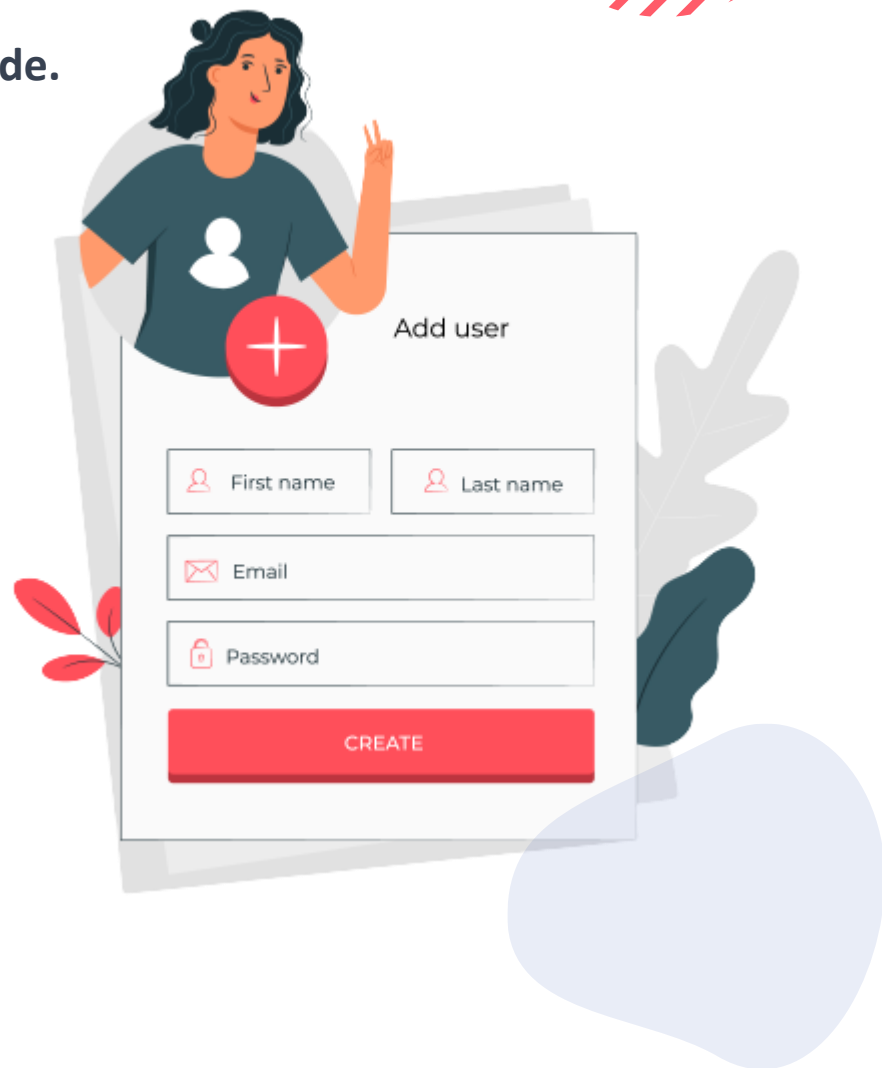 de.
Add user
First name
Last name
Email
Password
CREATE